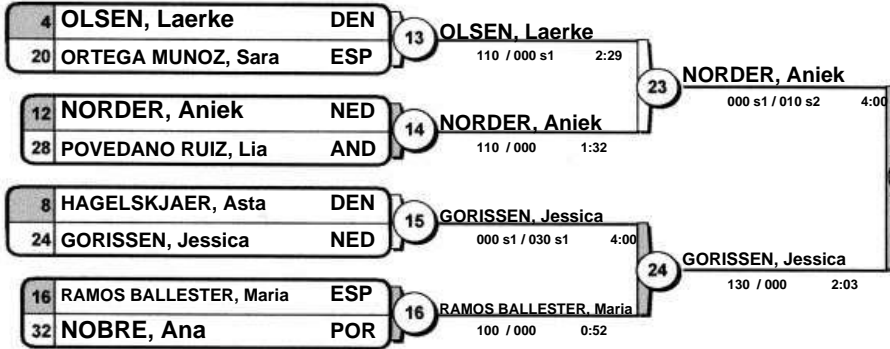 4 OLSEN, Laerke DEN
20 ORTEGA MUNOZ, Sara ESP
13
OLSEN, Laerke
110 / 000 s1 2:29
12 NORDER, Aniek NED
28 POVEDANO RUIZ, Lia AND
14
NORDER, Aniek
110 / 000 1:32
23
NORDER, Aniek
000 s1 / 010 s2 4:00
8 HAGELSKJAER, Asta DEN
24 GORISSEN, Jessica NED
15
GORISSEN, Jessica
000 s1 / 030 s1 4:00
16 RAMOS BALLESTER, Maria ESP
32 NOBRE, Ana POR
16
RAMOS BALLESTER, Maria
100 / 000 0:52
24
GORISSEN, Jessica
130 / 000 2:03